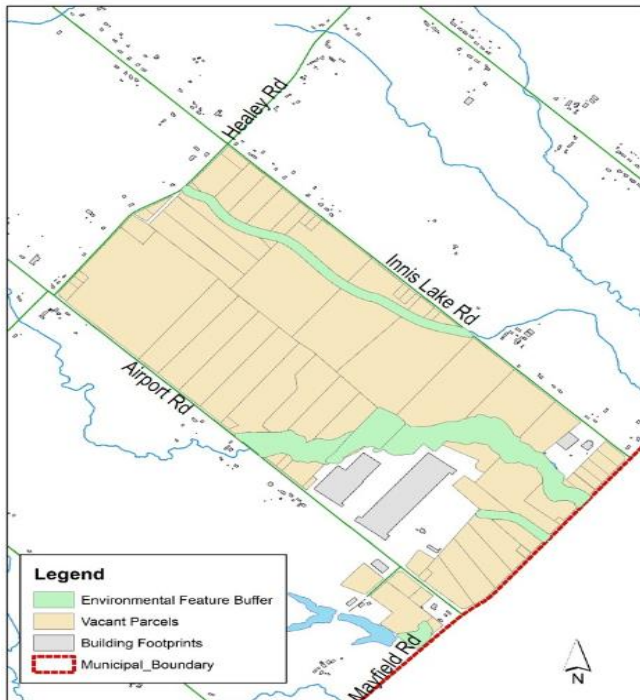 Healey Rd
Innis Lake Rd
Airport Rd
Legend
Environmental Feature Buffer
Vacant Parcels
Building Footprints
Municipal_Boundary
Mayfield Rd
N